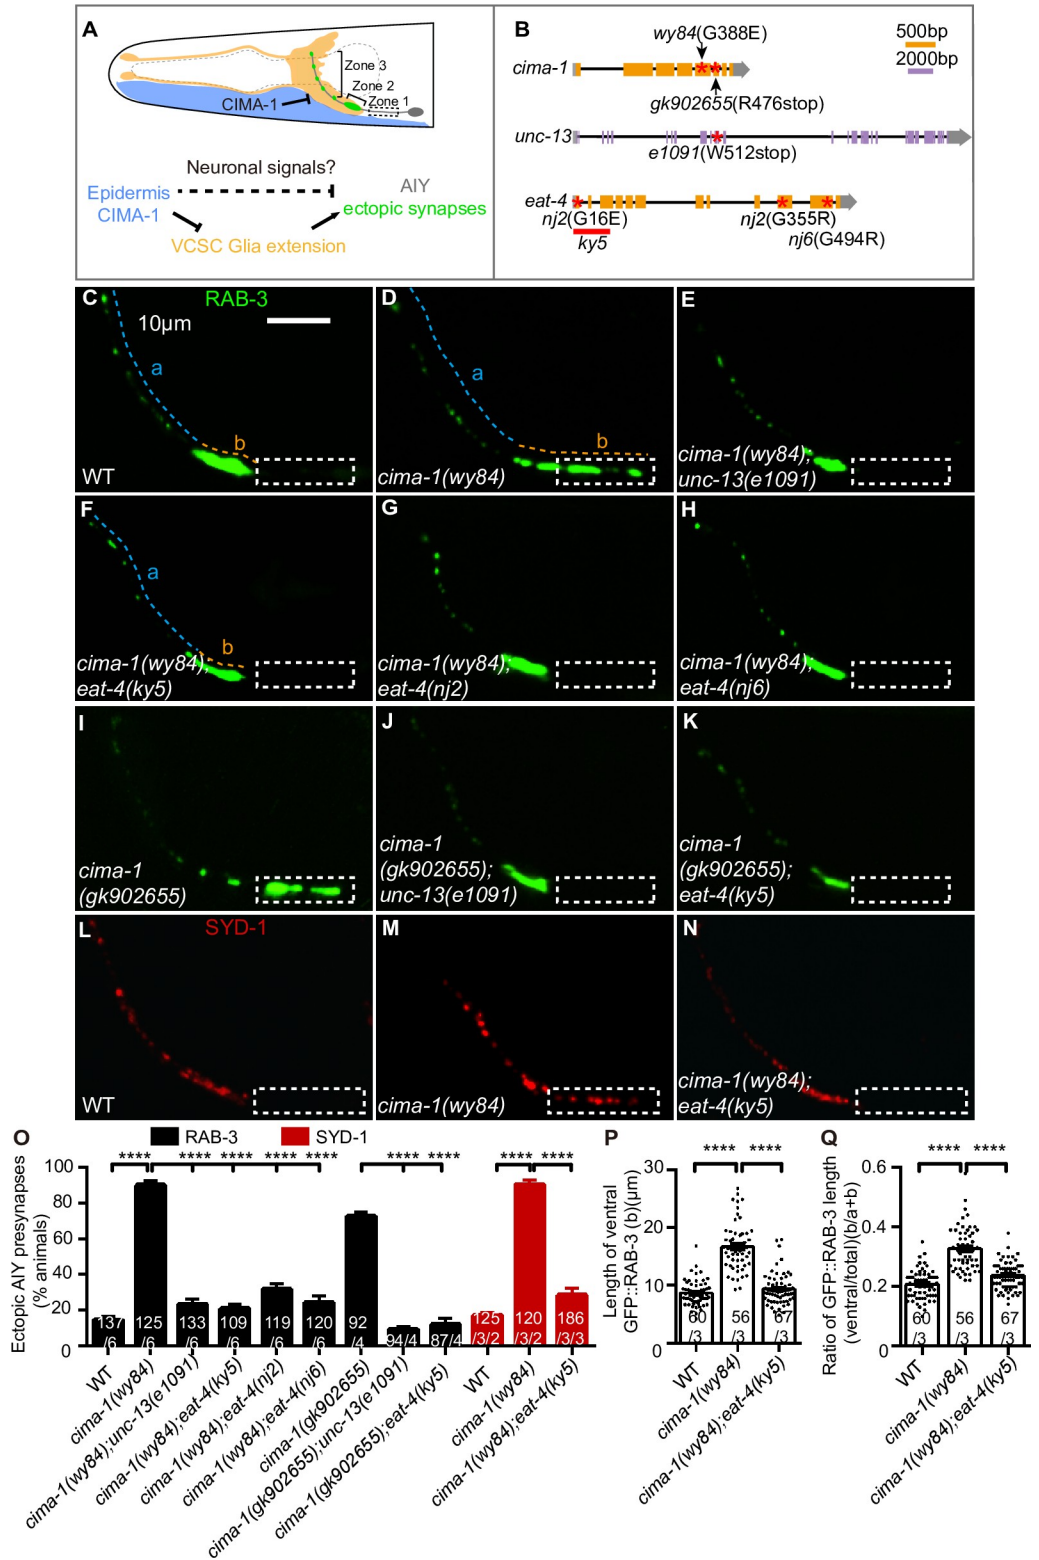 A
Zone 3
Zone 2
Zone 1
CIMA-1
Neuronal signals?
Epidermis
CIMA-1
AIY
ectopic synapses
VCSC Glia extension
B
wy84(G388E)
500bp
2000bp
cima-1
gk902655(R476stop)
unc-13
e1091(W512stop)
eat-4
nj2(G16E)
nj2(G355R)
ky5
nj6(G494R)
C
RAB-3
10μm
a
b
WT
D
a
b
cima-1(wy84)
E
cima-1(wy84);
unc-13(e1091)
F
a
b
cima-1(wy84);
eat-4(ky5)
G
cima-1(wy84);
eat-4(nj2)
H
cima-1(wy84);
eat-4(nj6)
I
cima-1
(gk902655)
J
cima-1
(gk902655);
unc-13(e1091)
K
cima-1
(gk902655);
eat-4(ky5)
L
SYD-1
WT
M
cima-1(wy84)
N
cima-1(wy84);
eat-4(ky5)
O
RAB-3
SYD-1
Ectopic AIY presynapses
(% animals)
100
80
60
40
20
0
**** **** **** **** **** **** **** **** ****
137
/6
125
/6
133
/6
109
/6
119
/6
120
/6
92
/4
94/4
87/4
125
/3/2
120
/3/2
186
/3/3
WT
cima-1(wy84)
cima-1(wy84);unc-13(e1091)
cima-1(wy84);eat-4(ky5)
cima-1(wy84);eat-4(nj2)
cima-1(wy84);eat-4(nj6)
cima-1(gk902655)
cima-1(gk902655);unc-13(e1091)
cima-1(gk902655);eat-4(ky5)
WT
cima-1(wy84)
cima-1(wy84);eat-4(ky5)
P
Length of ventral
GFP::RAB-3 (b)(μm)
30
20
10
0
**** ****
60
/3
56
/3
67
/3
WT
cima-1(wy84)
cima-1(wy84);eat-4(ky5)
Q
Ratio of GFP::RAB-3 length
(ventral/total)(b/a+b)
0.6
0.4
0.2
0
**** ****
60
/3
56
/3
67
/3
WT
cima-1(wy84)
cima-1(wy84);eat-4(ky5)